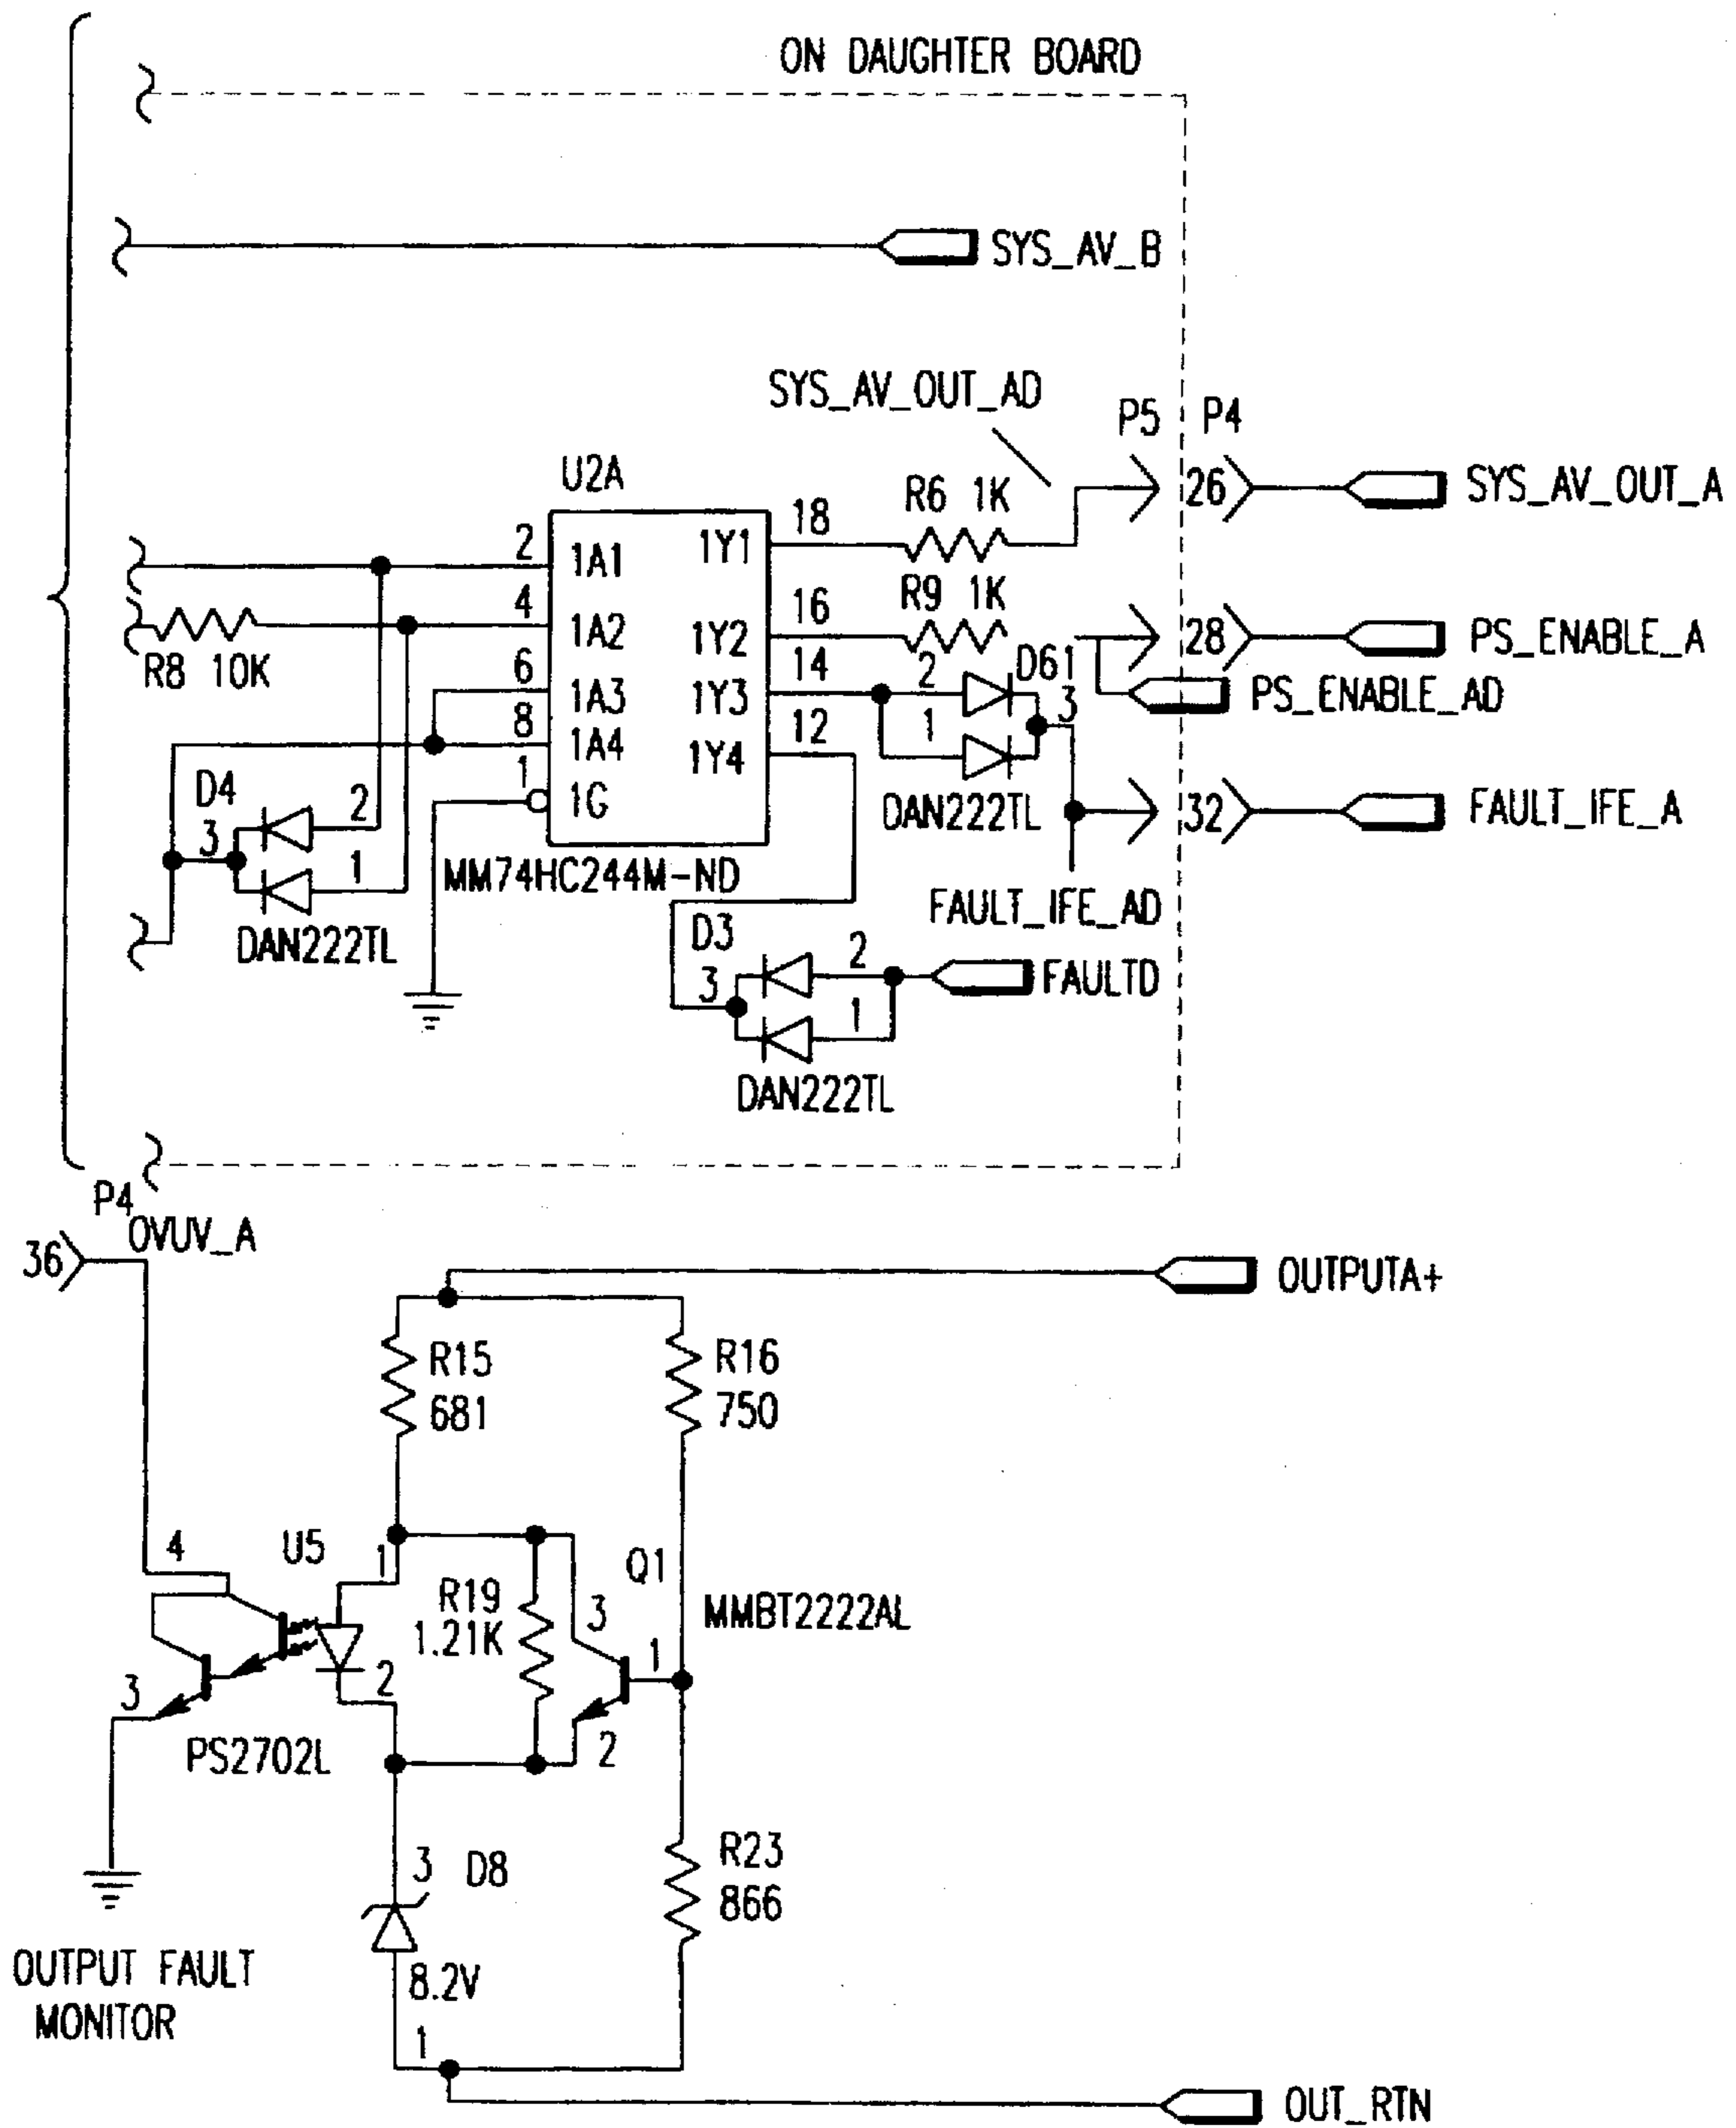 ON DAUGHTER BOARD
SYS_AV_B
SYS_AV_OUT_AD
P5 P4
U2A
R6 1K
26
SYS_AV_OUT_A
2
1A1
1Y1
18
R9 1K
4
1A2
1Y2
16
28
PS_ENABLE_A
R8 10K
6
1A3
1Y3
14
2
D61
3
PS_ENABLE_AD
8
1A4
1Y4
12
1
DAN222TL
1
1G
32
FAULT_IFE_A
D4
2
3
1
DAN222TL
MM74HC244M-ND
FAULT_IFE_AD
D3
2
3
1
FAULTD
DAN222TL
P4
OVUV_A
36
OUTPUTA+
R15
681
R16
750
4
U5
1
R19
1.21K
3
Q1
MMBT2222AL
1
2
3
2
PS2702L
3
D8
R23
866
8.2V
1
OUTPUT FAULT
MONITOR
OUT_RTN